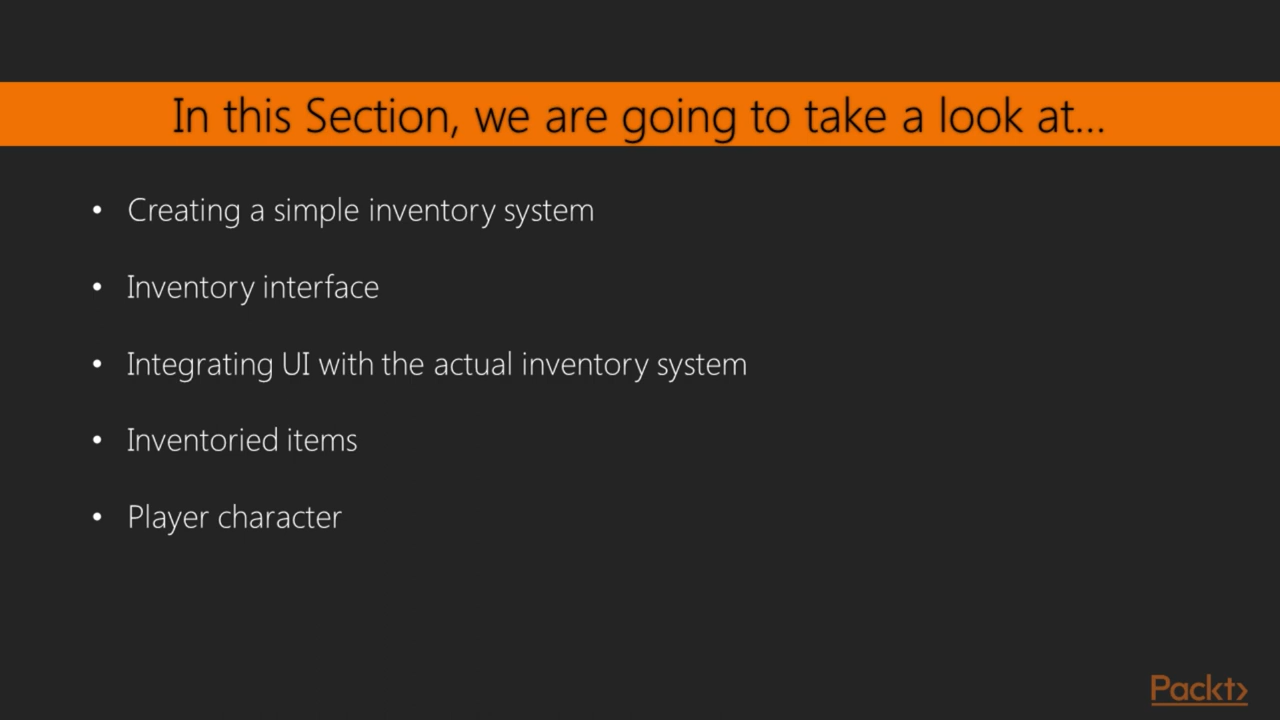 In this Section, we are going to take a look at...
• Creating a simple inventory system
• Inventory interface
• Integrating UI with the actual inventory system
• Inventoried items
• Player character
Packt>